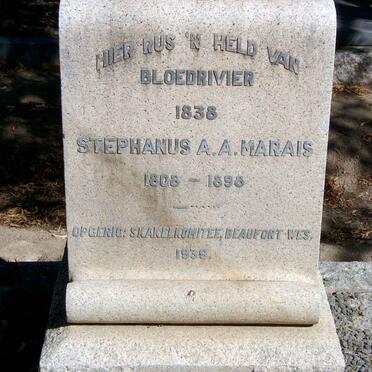 HIER RUS 'N HELD VAN
BLOEDRIVIER
1838
STEPHANUS A. A. MARAIS
1808 - 1898
OPGERIG: SKAKELKOMITEE, BEAUFORT-WES.
1938.